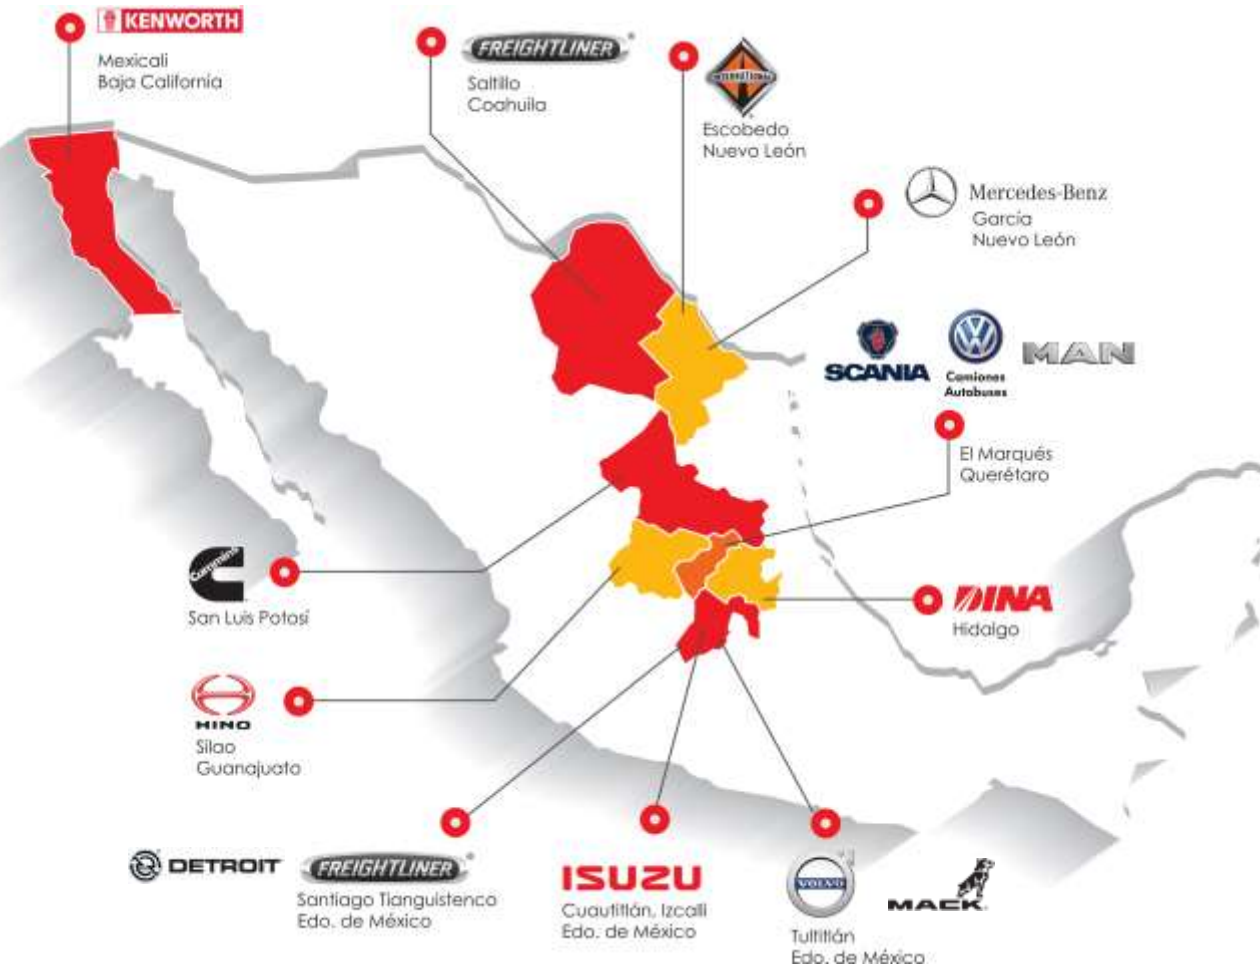 KENWORTH
Mexicali
Baja California
FREIGHTLINER
Saltillo
Coahuila
INTERNATIONAL
Escobedo
Nuevo León
Mercedes-Benz
García
Nuevo León
SCANIA
Camiones
Autobuses
MAN
El Marqués
Querétaro
Cummins
San Luis Potosí
DINA
Hidalgo
HINO
Silao
Guanajuato
DETROIT
FREIGHTLINER
Santiago Tianguistenco
Edo. de México
ISUZU
Cuautitlán, Izcalli
Edo. de México
VOLVO
MACK
Tultitlán
Edo. de México